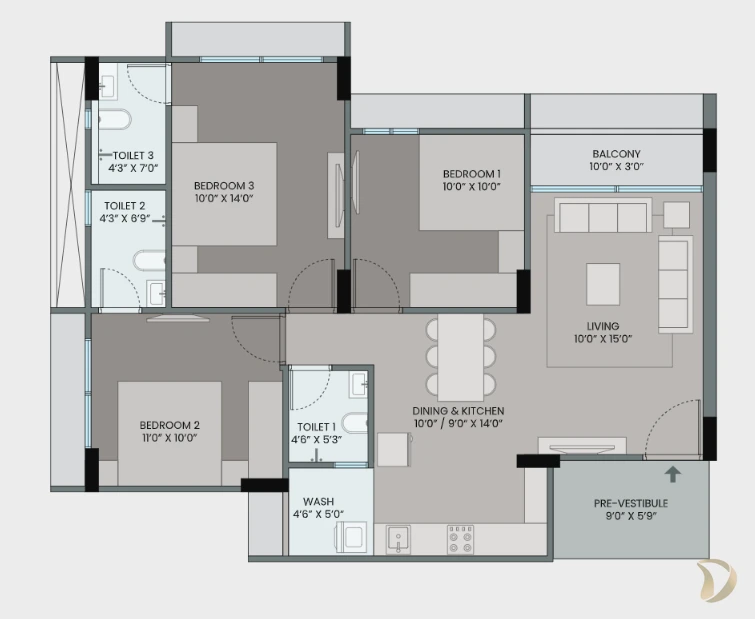 TOILET 3
4'3" X 7'0"
BEDROOM 3
10'0" X 14'0"
BEDROOM 1
10'0" X 10'0"
BALCONY
10'0" X 3'0"
TOILET 2
4'3" X 6'9"
LIVING
10'0" X 15'0"
BEDROOM 2
11'0" X 10'0"
TOILET 1
4'6" X 5'3"
DINING & KITCHEN
10'0" / 9'0" X 14'0"
WASH
4'6" X 5'0"
PRE-VESTIBULE
9'0" X 5'9"